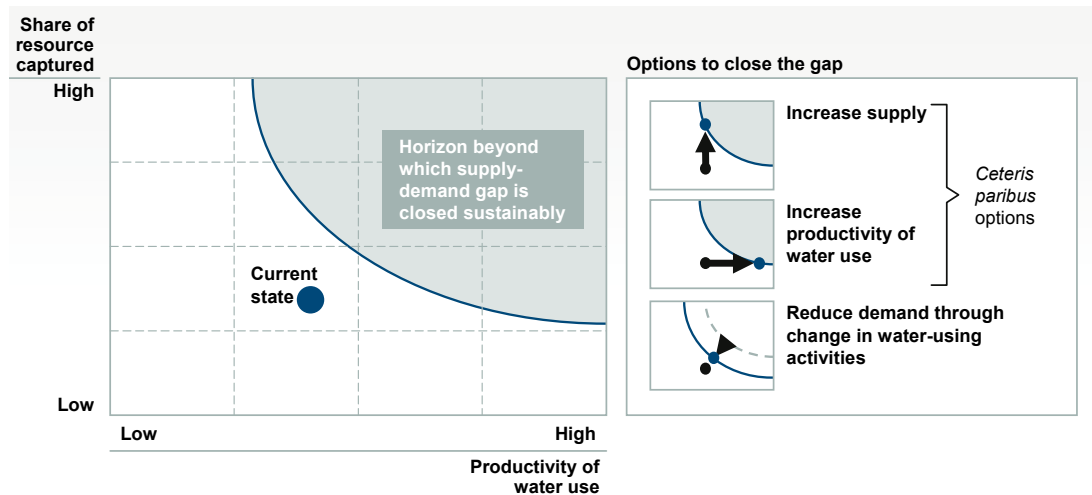 Share of
resource
captured
High
Horizon beyond
which supply-
demand gap is
closed sustainably
Current
state
Low
Low
High
Productivity of
water use
Options to close the gap
Increase supply
Increase
productivity of
water use
Ceteris
paribus
options
Reduce demand through
change in water-using
activities